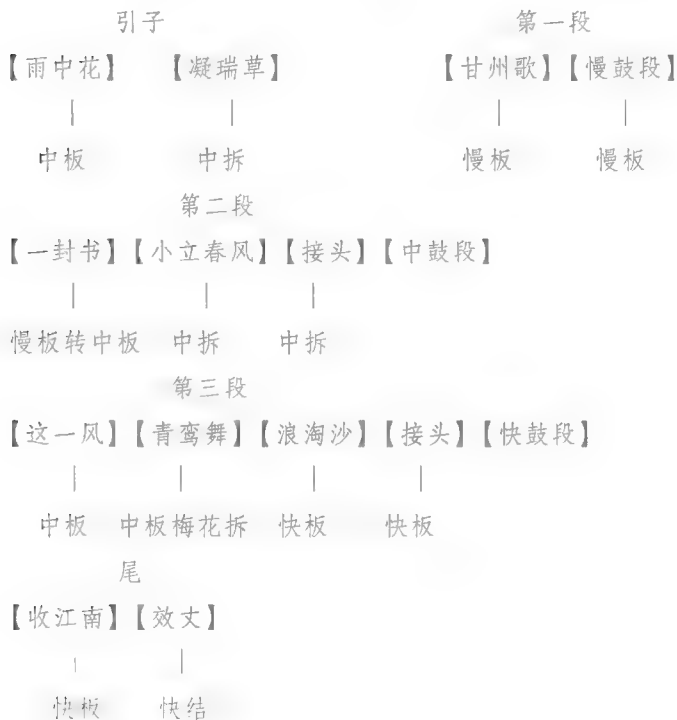 引子 第一段
【雨中花】 【凝瑞草】 【甘州歌】【慢鼓段】
中板 中拆 慢板 慢板
第二段
【一封书】【小立春风】【接头】【中鼓段】
慢板转中板 中拆 中拆
第三段
【这一风】【青鸾舞】【浪淘沙】【接头】【快鼓段】
中板 中板梅花拆 快板 快板
尾
【收江南】【效丈】
快板 快结